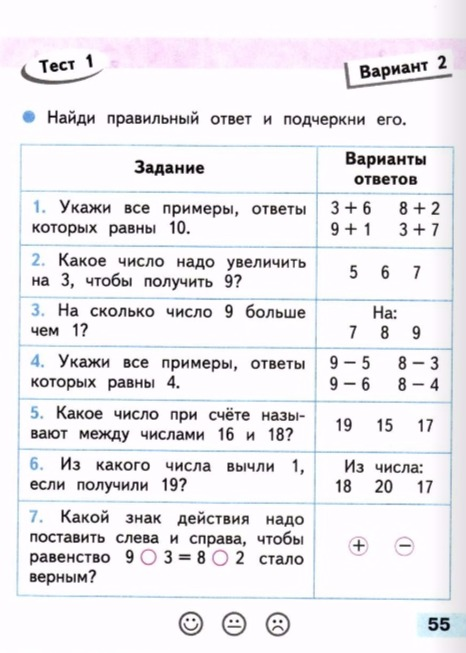 Тест 1
Вариант 2
Найди правильный ответ и подчеркни его.
Задание
Варианты
ответов
1. Укажи все примеры, ответы
которых равны 10.
3 + 6 8 + 2
9 + 1 3 + 7
2. Какое число надо увеличить
на 3, чтобы получить 9?
5 6 7
3. На сколько число 9 больше
чем 1?
На:
7 8 9
4. Укажи все примеры, ответы
которых равны 4.
9 − 5 8 − 3
9 − 6 8 − 4
5. Какое число при счёте назы-
вают между числами 16 и 18?
19 15 17
6. Из какого числа вычли 1,
если получили 19?
Из числа:
18 20 17
7. Какой знак действия надо
поставить слева и справа, чтобы
равенство 9 ○ 3 = 8 ○ 2 стало
верным?
+ −
55